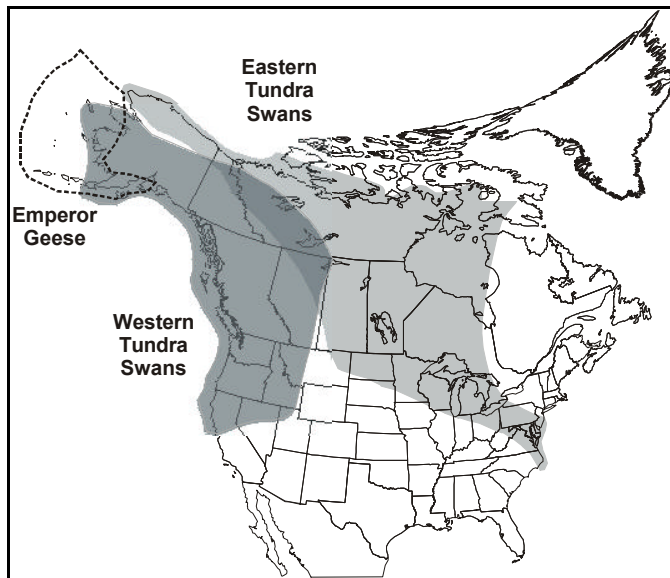 Eastern
Tundra
Swans
Emperor
Geese
Western
Tundra
Swans